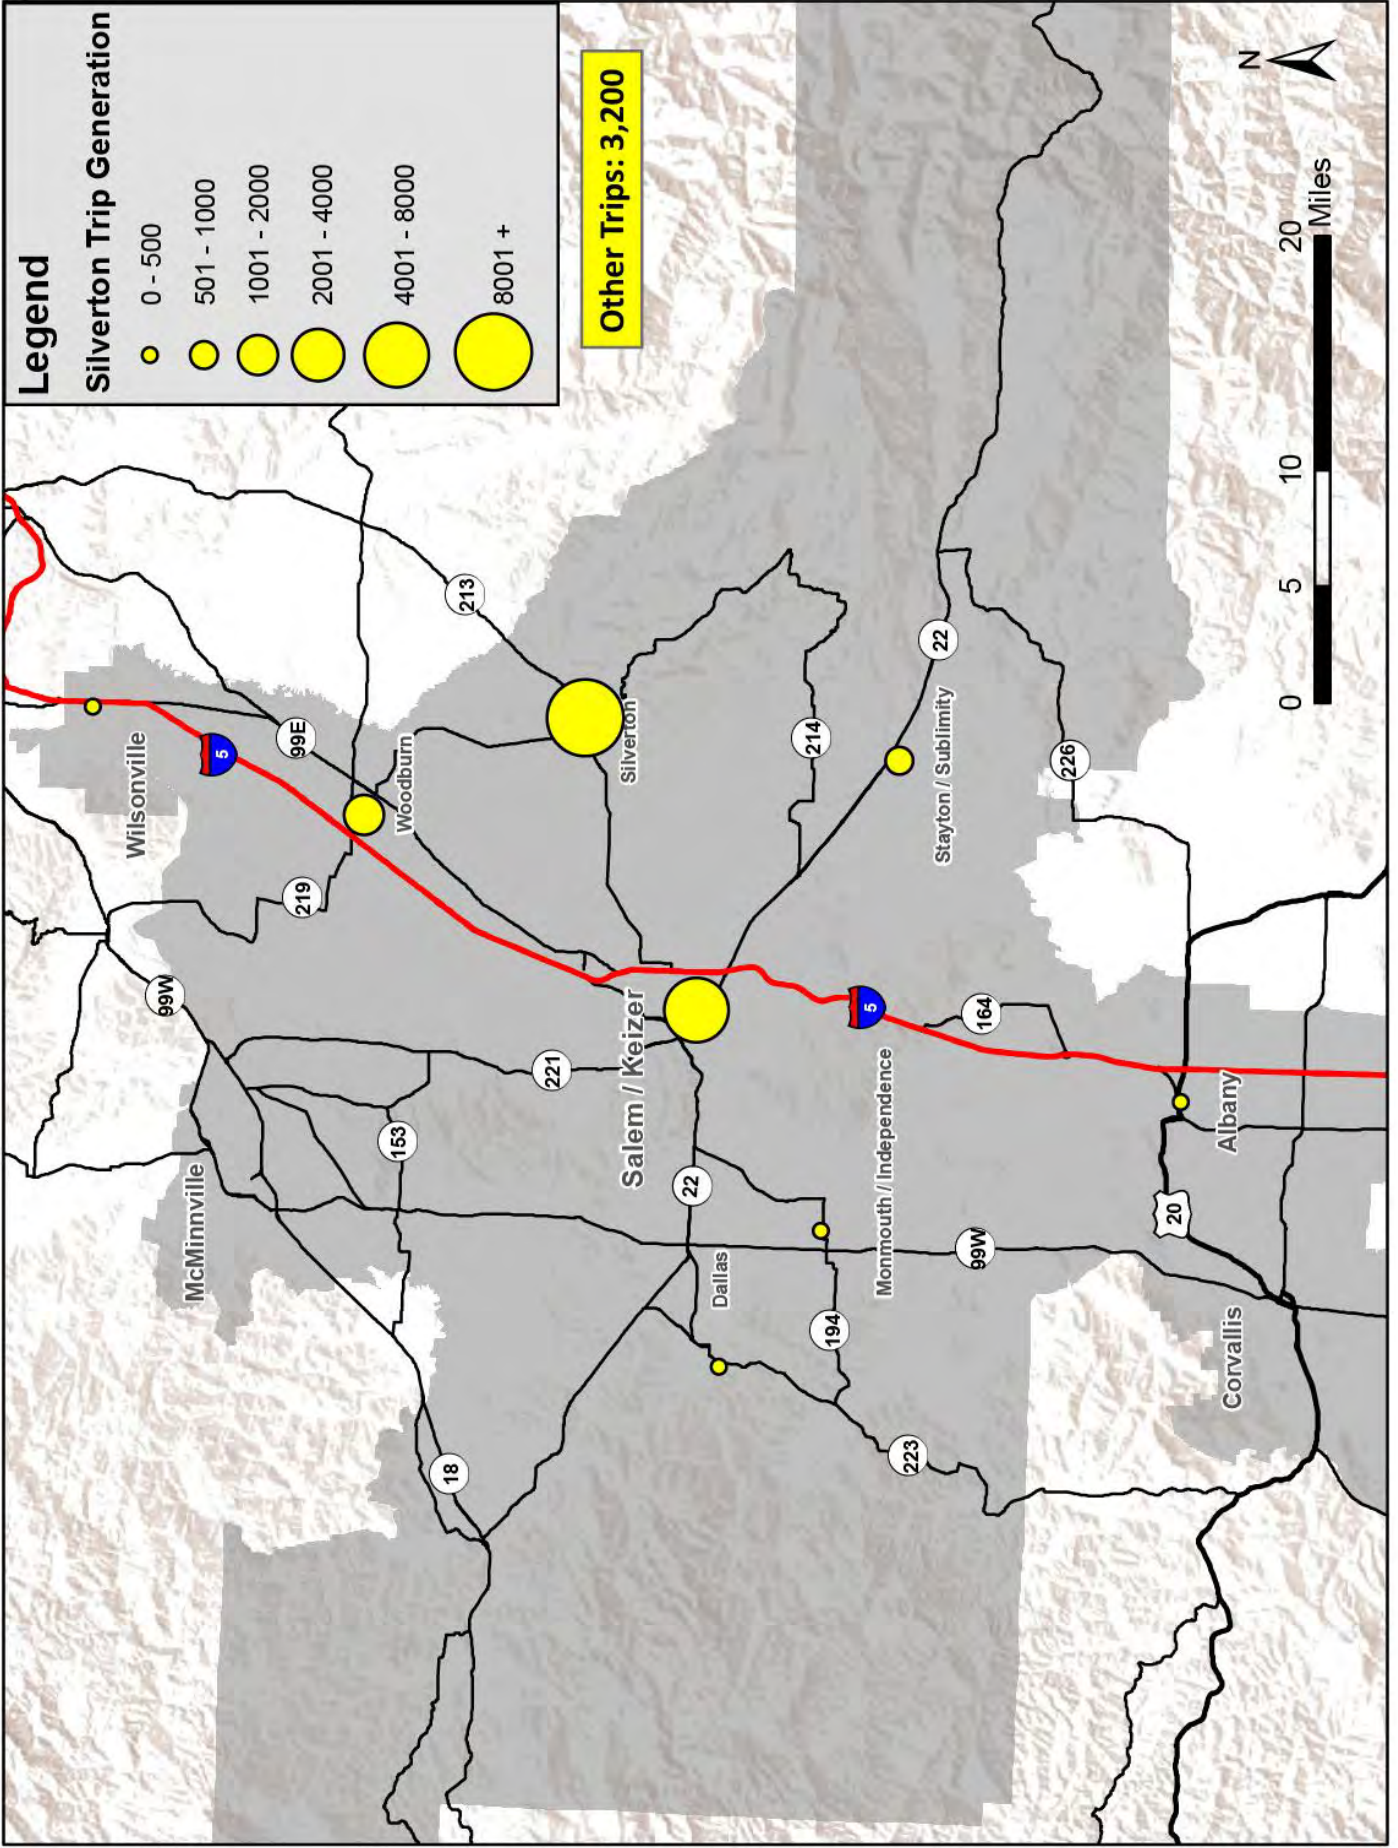 Legend
Silverton Trip Generation
0 - 500
501 - 1000
1001 - 2000
2001 - 4000
4001 - 8000
8001 +
Other Trips: 3,200
N
0 5 10 20
Miles
Wilsonville
5
99E
213
Woodburn
219
99W
Silverton
McMinnville
153
221
Salem / Keizer
18
22
Dallas
214
22
Stayton / Sublimity
5
164
226
Monmouth / Independence
194
99W
223
20
Albany
Corvallis